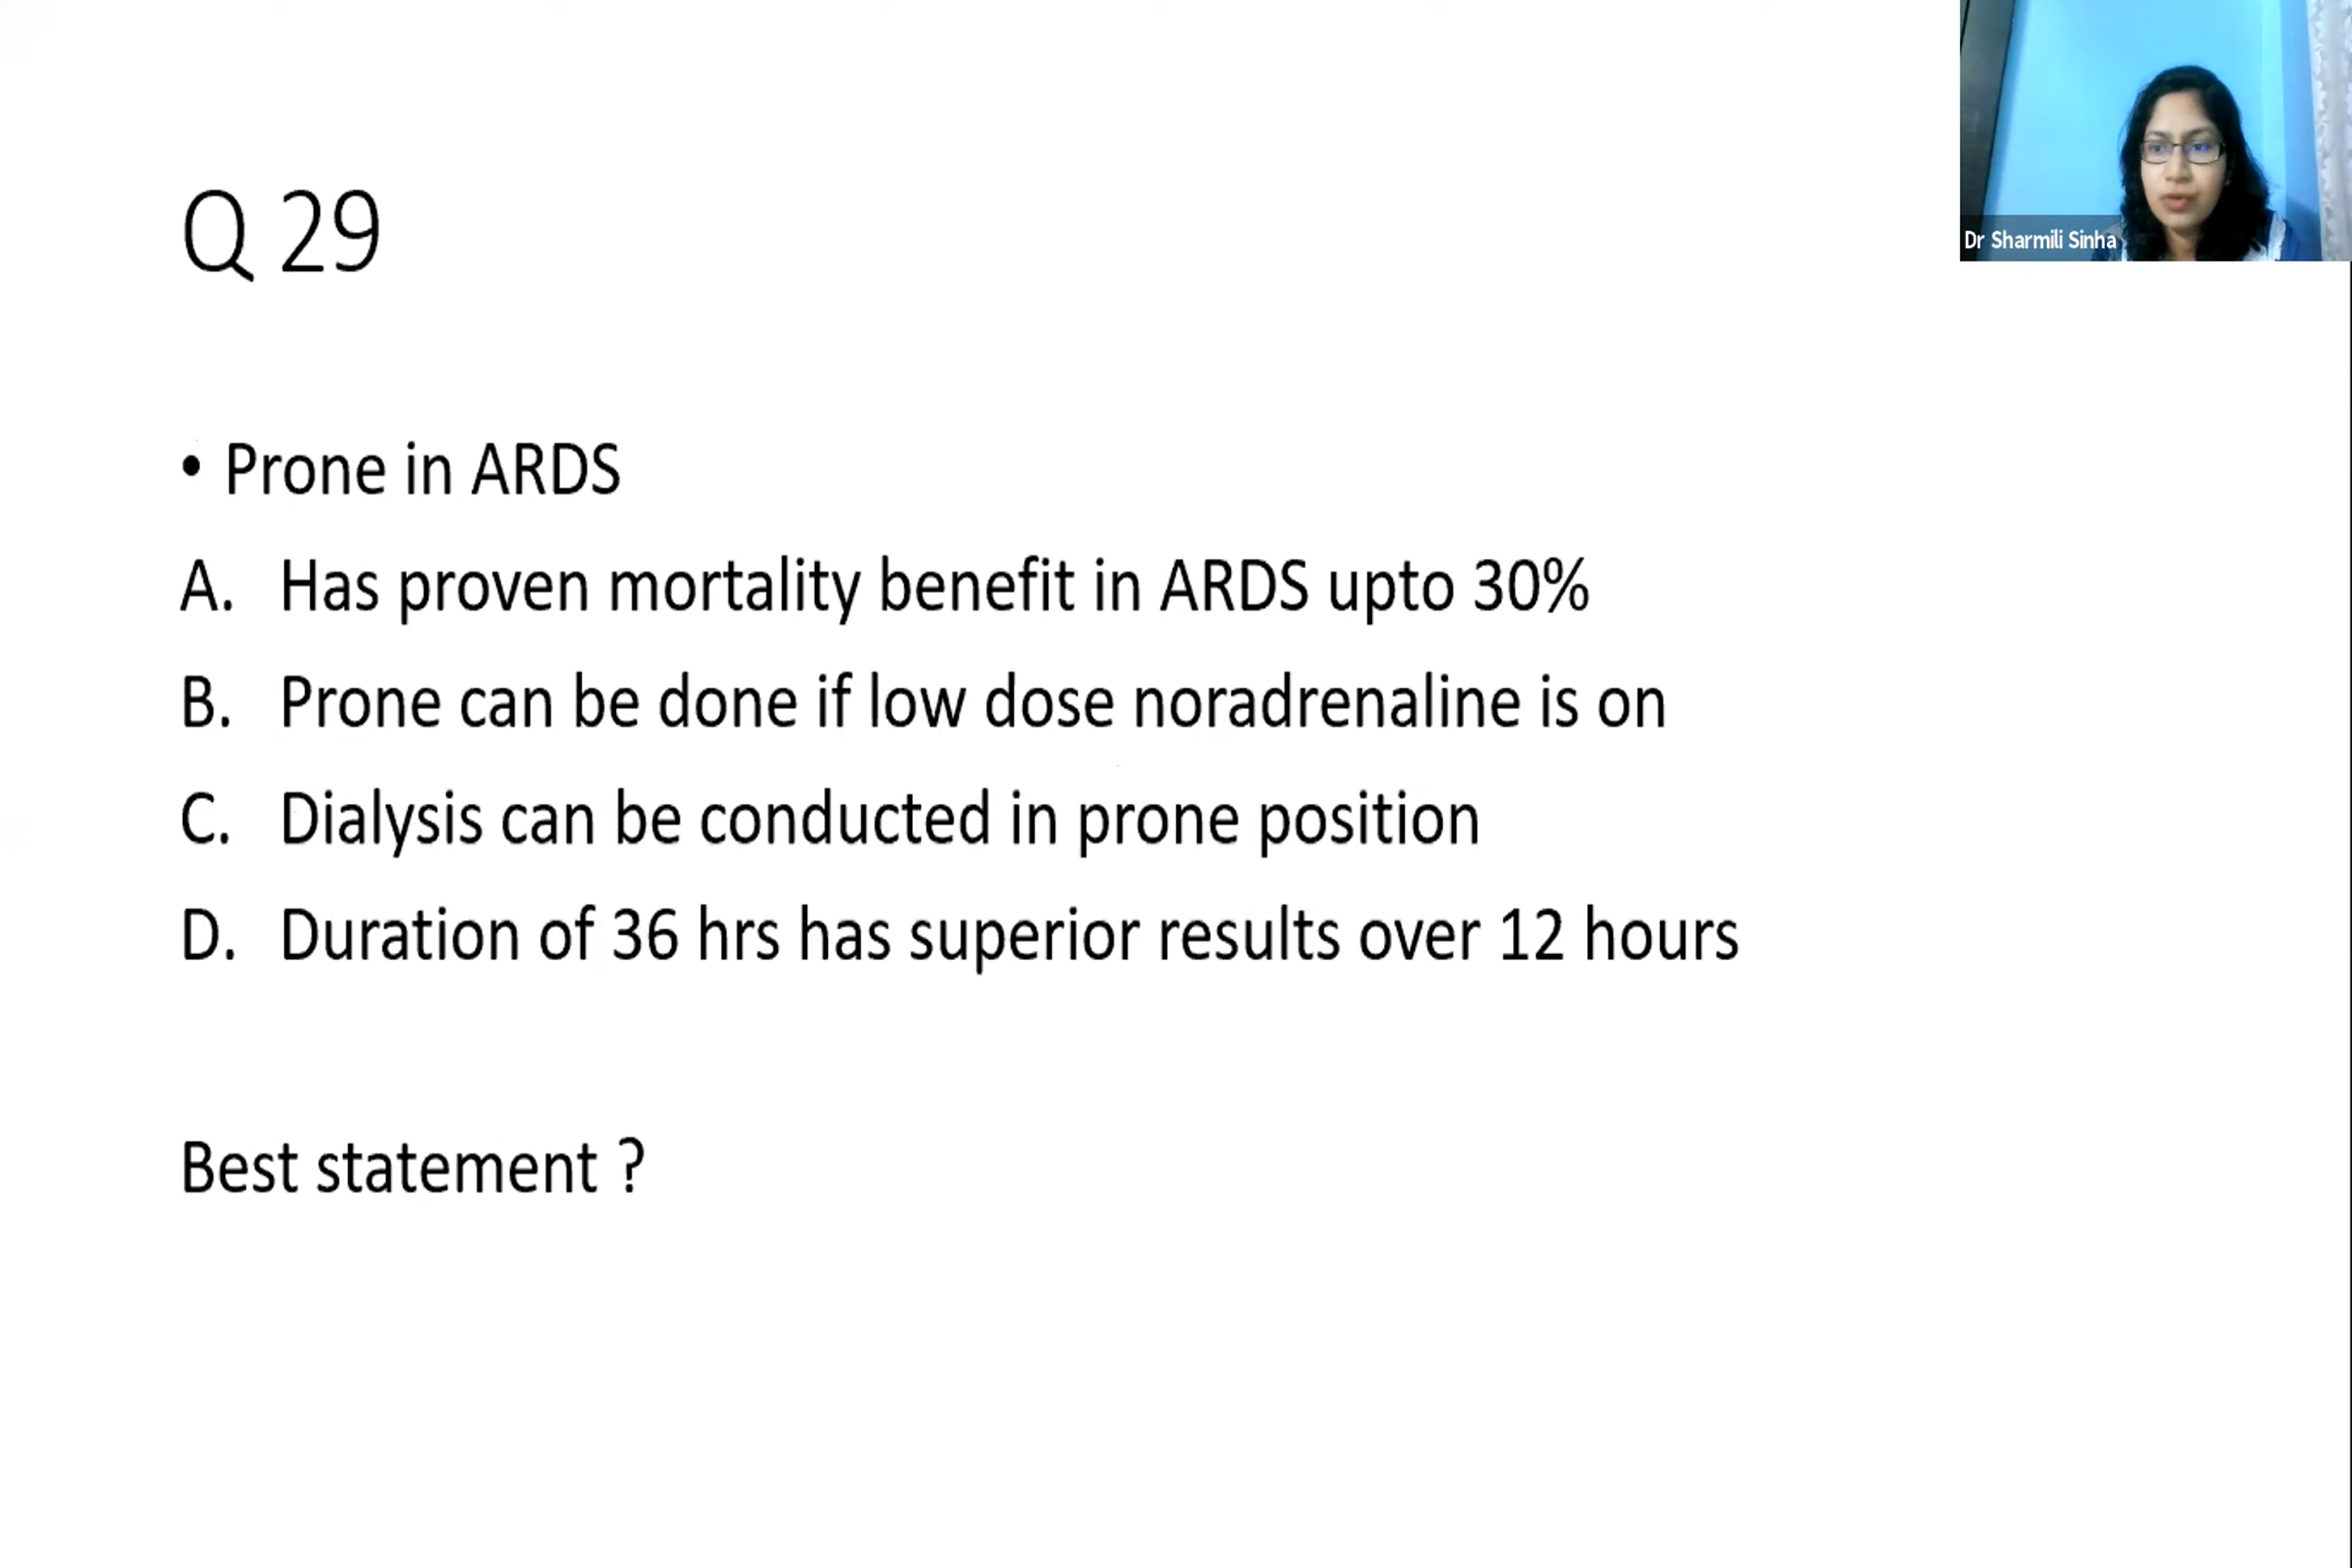 Q 29
• Prone in ARDS
A. Has proven mortality benefit in ARDS upto 30%
B. Prone can be done if low dose noradrenaline is on
C. Dialysis can be conducted in prone position
D. Duration of 36 hrs has superior results over 12 hours
Best statement ?
Dr Sharmili Sinha